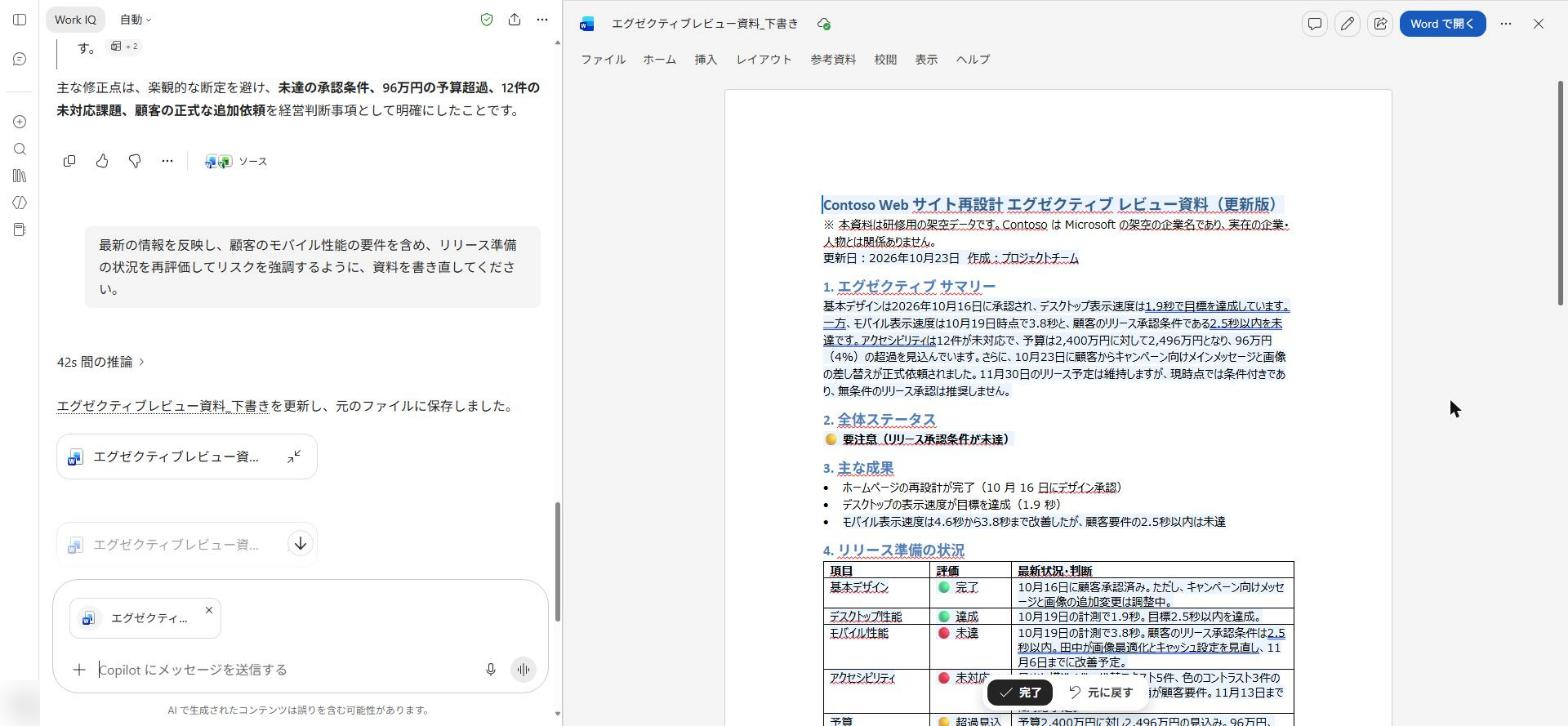 Work IQ
自動
す。
+ 2
主な修正点は、楽観的な断定を避け、未達の承認条件、96万円の予算超過、12件の
未対応課題、顧客の正式な追加依頼を経営判断事項として明確にしたことです。
ソース
最新の情報を反映し、顧客のモバイル性能の要件を含め、リリース準備
の状況を再評価してリスクを強調するように、資料を書き直してくださ
い。
42s 間の推論
エグゼクティブレビュー資料_下書きを更新し、元のファイルに保存しました。
エグゼクティブレビュー資...
エグゼクティブレビュー資...
エグゼクティ...
Copilot にメッセージを送信する
AI で生成されたコンテンツは誤りを含む可能性があります。
エグゼクティブレビュー資料_下書き
Word で開く
ファイル
ホーム
挿入
レイアウト
参考資料
校閲
表示
ヘルプ
Contoso Web サイト再設計 エグゼクティブ レビュー資料（更新版）
※ 本資料は研修用の架空データです。Contoso は Microsoft の架空の企業名であり、実在の企業・
人物とは関係ありません。
更新日：2026年10月23日 作成：プロジェクトチーム
1. エグゼクティブ サマリー
基本デザインは2026年10月16日に承認され、デスクトップ表示速度は1.9秒で目標を達成しています。
一方、モバイル表示速度は10月19日時点で3.8秒と、顧客のリリース承認条件である2.5秒以内を未
達です。アクセシビリティは12件が未対応で、予算は2,400万円に対して2,496万円となり、96万円
（4%）の超過を見込んでいます。さらに、10月23日に顧客からキャンペーン向けメインメッセージと画像
の差し替えが正式依頼されました。11月30日のリリース予定は維持しますが、現時点では条件付きであ
り、無条件のリリース承認は推奨しません。
2. 全体ステータス
要注意（リリース承認条件が未達）
3. 主な成果
• ホームページの再設計が完了（10 月 16 日にデザイン承認）
• デスクトップの表示速度が目標を達成（1.9 秒）
• モバイル表示速度は4.6秒から3.8秒まで改善したが、顧客要件の2.5秒以内は未達
4. リリース準備の状況
項目 評価 最新状況・判断
基本デザイン 完了 10月16日に顧客承認済み。ただし、キャンペーン向けメッセ
ージと画像の追加変更は調整中。
デスクトップ性能 達成 10月19日の計測で1.9秒。目標2.5秒以内を達成。
モバイル性能 未達 10月19日の計測で3.8秒。顧客のリリース承認条件は2.5
秒以内。田中が画像最適化とキャッシュ設定を見直し、11
月6日までに改善予定。
アクセシビリティ 未対応 5件、色のコントラスト3件の
が顧客要件。11月13日まで
完了
元に戻す
予算 超過見込 予算2,400万円に対し2,496万円の見込み。96万円、